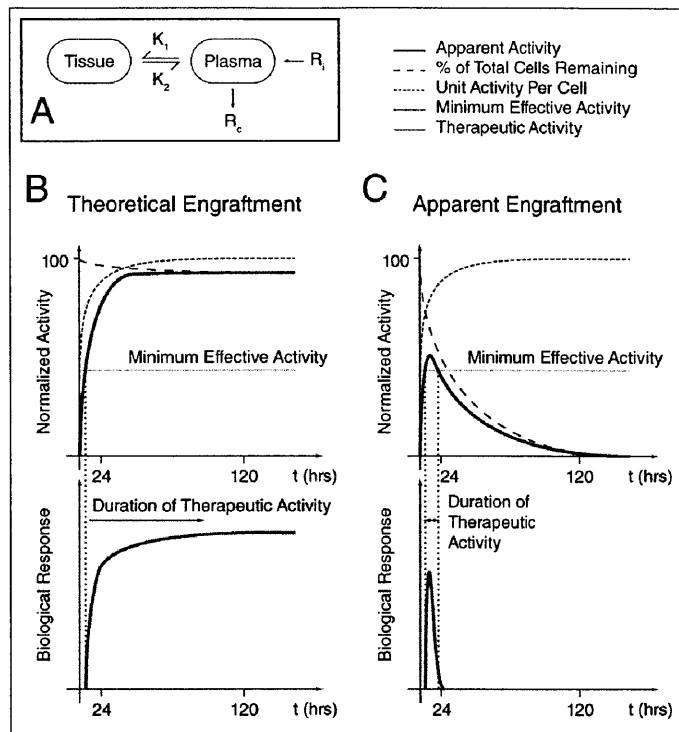 A
Tissue
K1
K2
Plasma
Ri
Rc
Apparent Activity
% of Total Cells Remaining
Unit Activity Per Cell
Minimum Effective Activity
Therapeutic Activity
B
Theoretical Engraftment
Normalized Activity
100
Minimum Effective Activity
24
120
t (hrs)
Biological Response
Duration of Therapeutic Activity
24
120
t (hrs)
C
Apparent Engraftment
Normalized Activity
100
Minimum Effective Activity
24
120
t (hrs)
Biological Response
Duration of
Therapeutic
Activity
24
120
t (hrs)